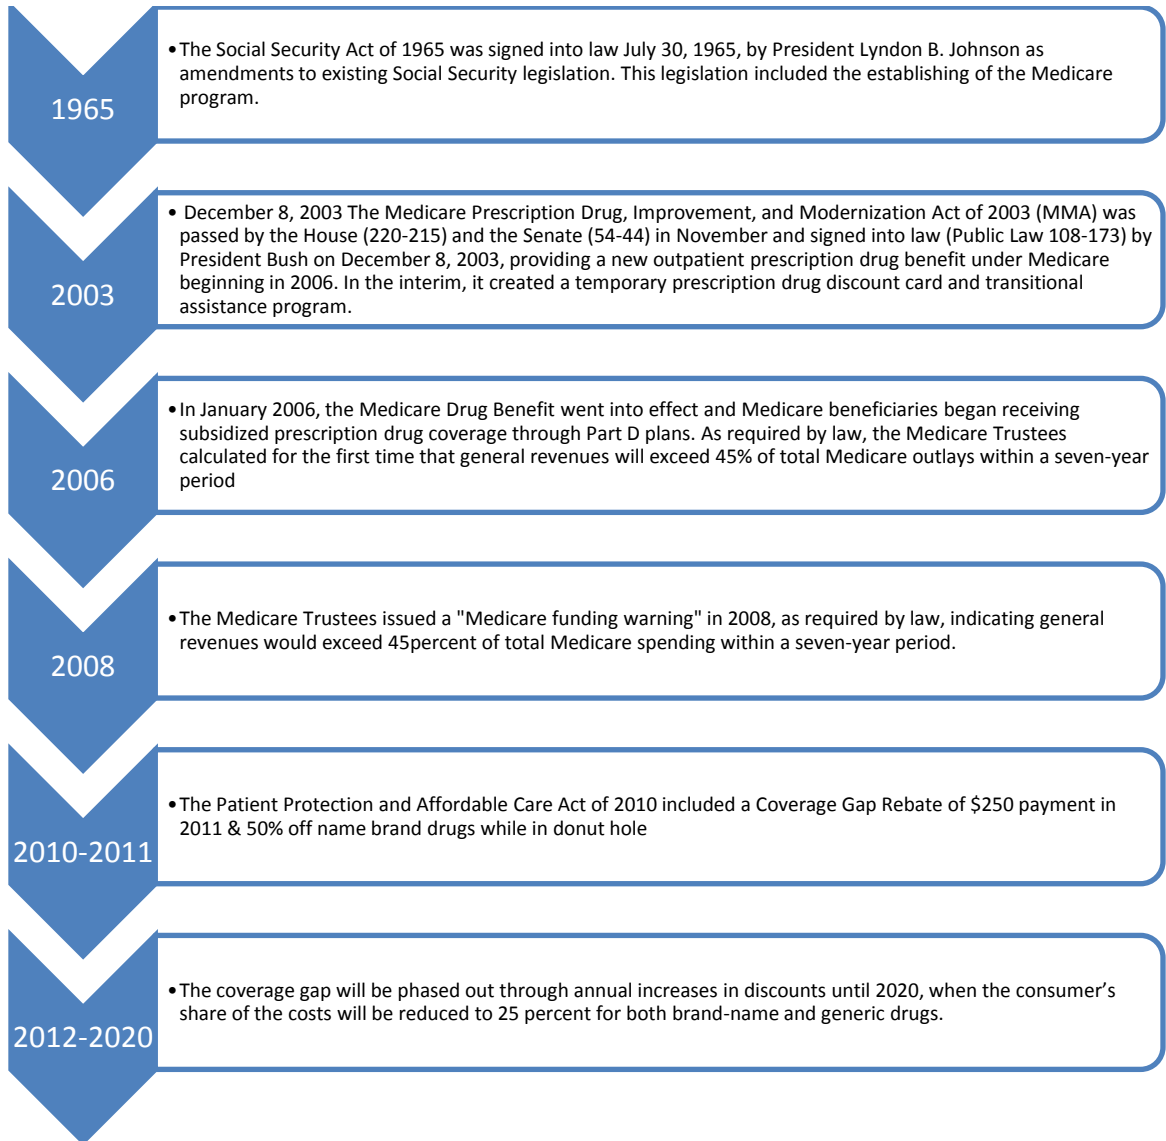 1965
•The Social Security Act of 1965 was signed into law July 30, 1965, by President Lyndon B. Johnson as
amendments to existing Social Security legislation. This legislation included the establishing of the Medicare
program.
2003
• December 8, 2003 The Medicare Prescription Drug, Improvement, and Modernization Act of 2003 (MMA) was
passed by the House (220-215) and the Senate (54-44) in November and signed into law (Public Law 108-173) by
President Bush on December 8, 2003, providing a new outpatient prescription drug benefit under Medicare
beginning in 2006. In the interim, it created a temporary prescription drug discount card and transitional
assistance program.
2006
•In January 2006, the Medicare Drug Benefit went into effect and Medicare beneficiaries began receiving
subsidized prescription drug coverage through Part D plans. As required by law, the Medicare Trustees
calculated for the first time that general revenues will exceed 45% of total Medicare outlays within a seven-year
period
2008
•The Medicare Trustees issued a "Medicare funding warning" in 2008, as required by law, indicating general
revenues would exceed 45percent of total Medicare spending within a seven-year period.
2010-2011
•The Patient Protection and Affordable Care Act of 2010 included a Coverage Gap Rebate of $250 payment in
2011 & 50% off name brand drugs while in donut hole
2012-2020
•The coverage gap will be phased out through annual increases in discounts until 2020, when the consumer’s
share of the costs will be reduced to 25 percent for both brand-name and generic drugs.